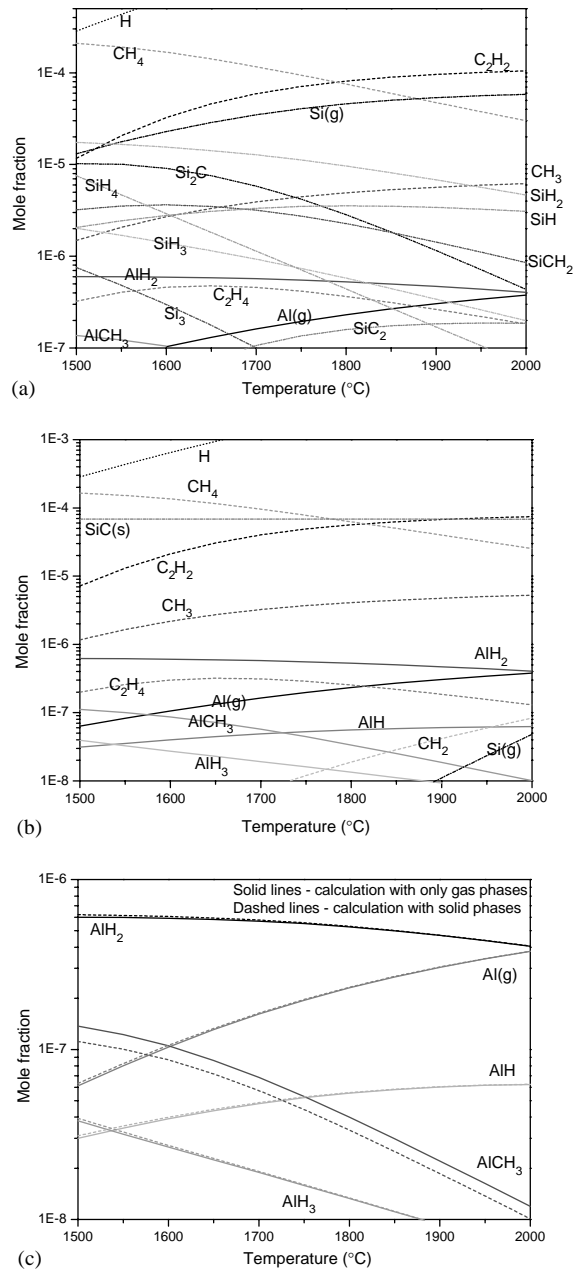 H
CH₄
C₂H₂
Si(g)
Si₂C
SiH₄
CH₃
SiH₂
SiH
SiH₃
SiCH₂
AlH₂
C₂H₄
Si₃
Al(g)
SiC₂
AlCH₃
1E-4
1E-5
1E-6
1E-7
Mole fraction
1500 1600 1700 1800 1900 2000
Temperature (°C)
(a)
1E-3
1E-4
1E-5
1E-6
1E-7
1E-8
Mole fraction
H
CH₄
SiC(s)
C₂H₂
CH₃
AlH₂
C₂H₄
Al(g)
AlCH₃
AlH
CH₂
Si(g)
AlH₃
1500 1600 1700 1800 1900 2000
Temperature (°C)
(b)
1E-6
1E-7
1E-8
Mole fraction
Solid lines - calculation with only gas phases
Dashed lines - calculation with solid phases
AlH₂
Al(g)
AlH
AlCH₃
AlH₃
1500 1600 1700 1800 1900 2000
Temperature (°C)
(c)